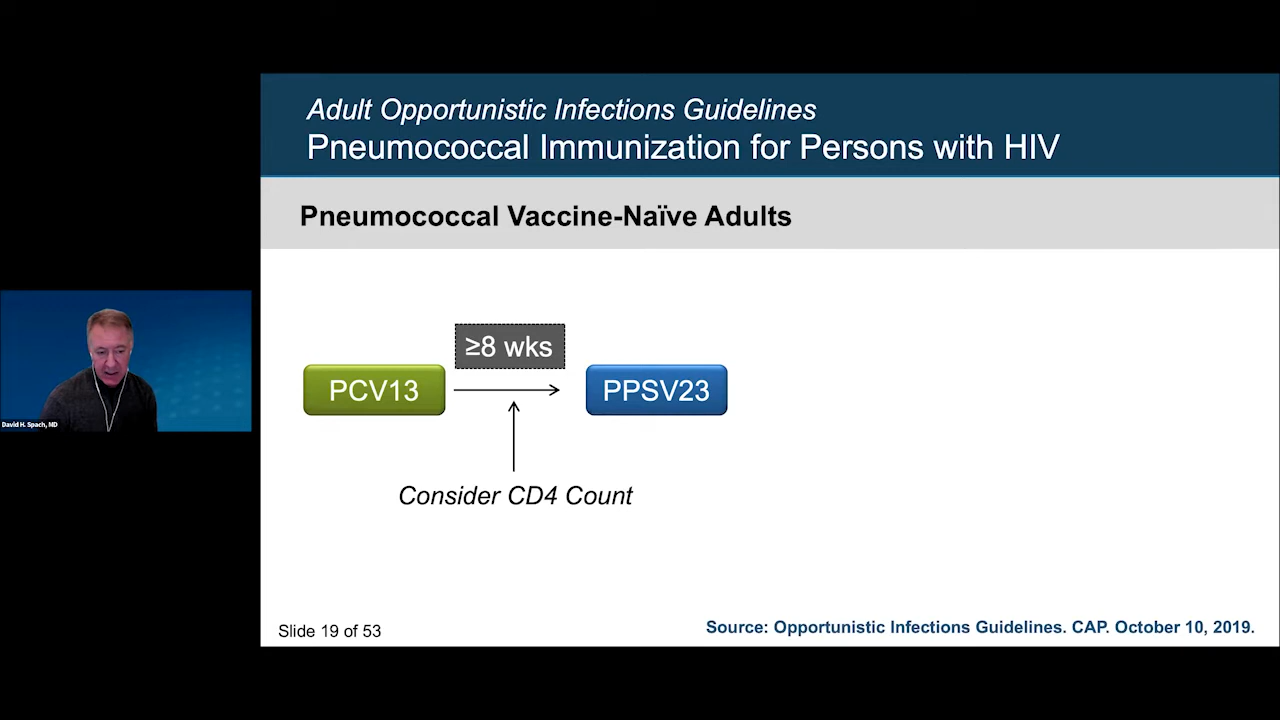 Adult Opportunistic Infections Guidelines
Pneumococcal Immunization for Persons with HIV
Pneumococcal Vaccine-Naïve Adults
≥8 wks
PCV13
PPSV23
Consider CD4 Count
David H. Spach, MD
Slide 19 of 53
Source: Opportunistic Infections Guidelines. CAP. October 10, 2019.